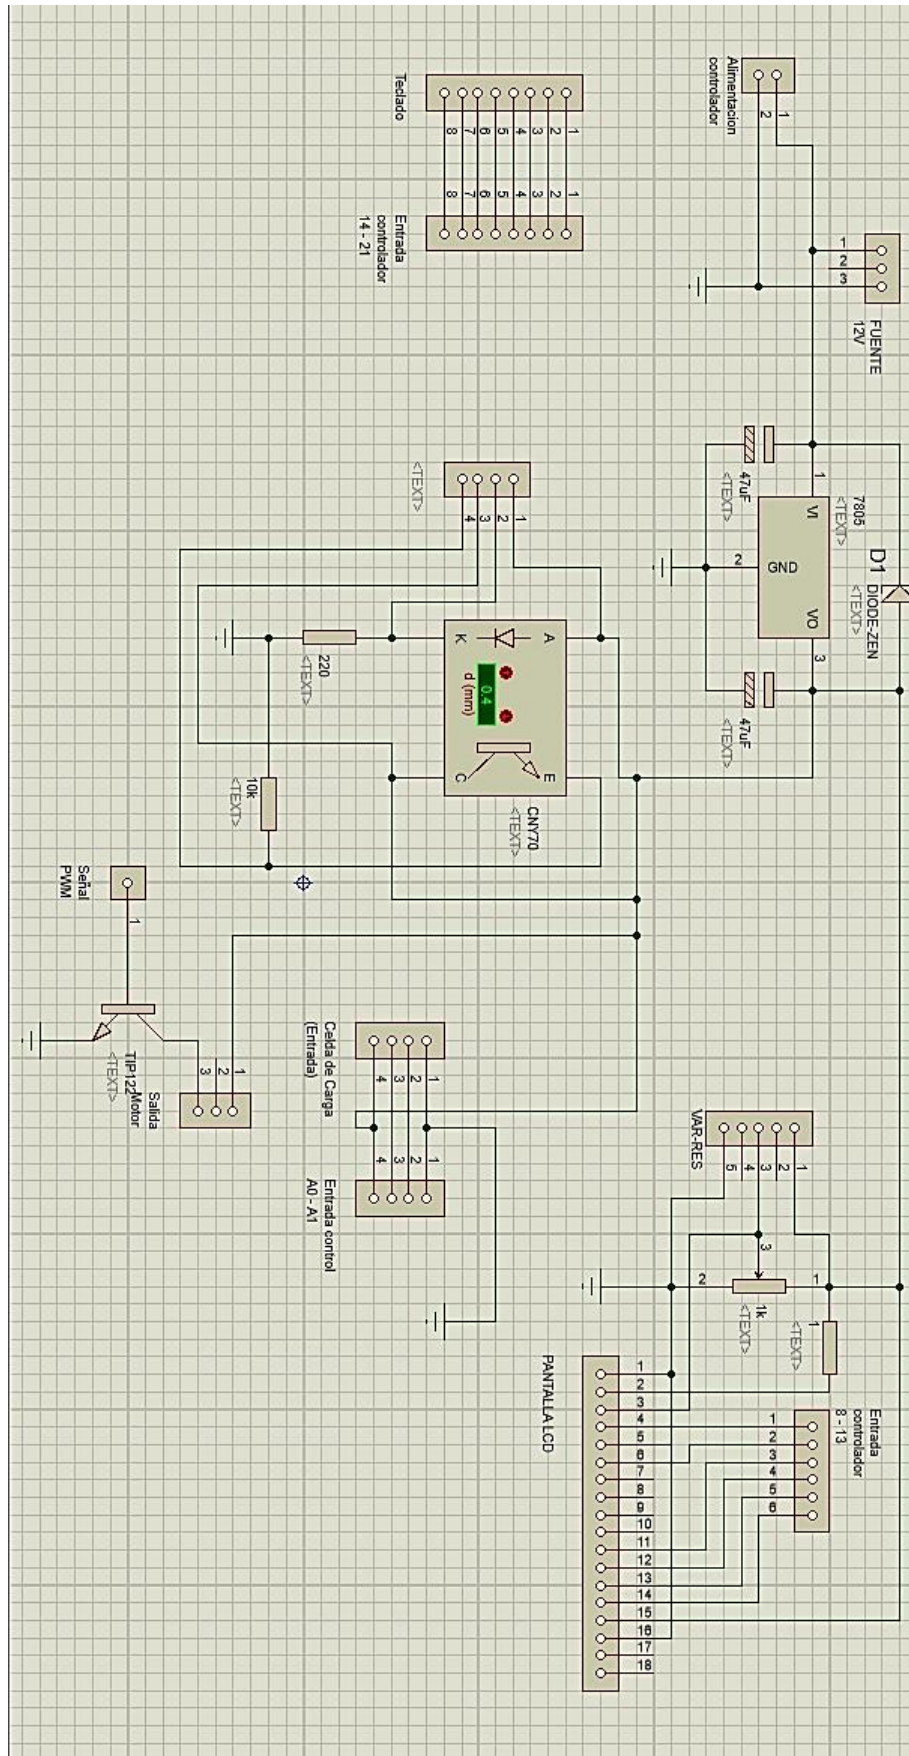 Alimentacion
controlador
1
2
Teclado
1
2
3
4
5
6
7
8
1
2
3
4
5
6
7
8
Entrada
controlador
14 - 21
1
2
3
FUENTE
12V
47uF
<TEXT>
1
7805
<TEXT>
VI
GND
VO
2
3
D1
DIODE-ZEN
<TEXT>
47uF
<TEXT>
<TEXT>
1
2
3
4
220
<TEXT>
K
A
0.4
d (mm)
C
E
CNY70
<TEXT>
10k
<TEXT>
Señal
PWM
1
TIP122
<TEXT>
3
2
1
Salida
Motor
Celda de Carga
(Entrada)
1
2
3
4
1
2
3
4
Entrada control
A0 - A1
VAR-RES
1
2
3
4
5
3
2
1
1k
<TEXT>
1
<TEXT>
PANTALLA LCD
1
2
3
4
5
6
7
8
9
10
11
12
13
14
15
16
17
18
1
2
3
4
5
6
Entrada
controlador
8 - 13